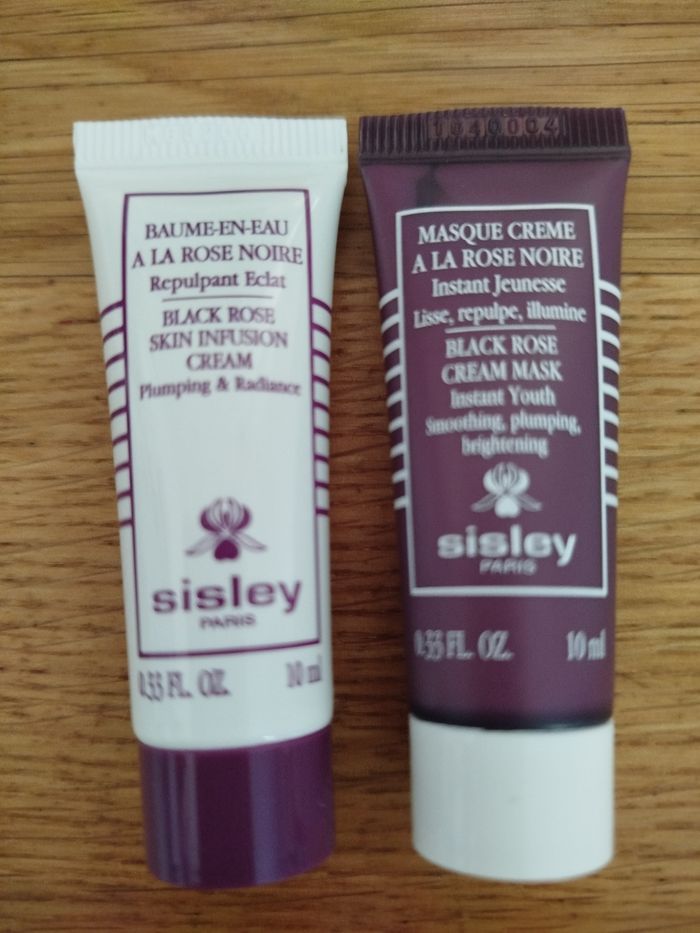 BAUME-EN-EAU
A LA ROSE NOIRE
Repulpant Eclat
BLACK ROSE
SKIN INFUSION
CREAM
Plumping & Radiance
sisley
PARIS
0.33 FL. OZ. 10 ml
1040004
MASQUE CREME
A LA ROSE NOIRE
Instant Jeunesse
Lisse, repulpe, illumine
BLACK ROSE
CREAM MASK
Instant Youth
Smoothing, plumping,
brightening
sisley
PARIS
0.33 FL. OZ. 10 ml